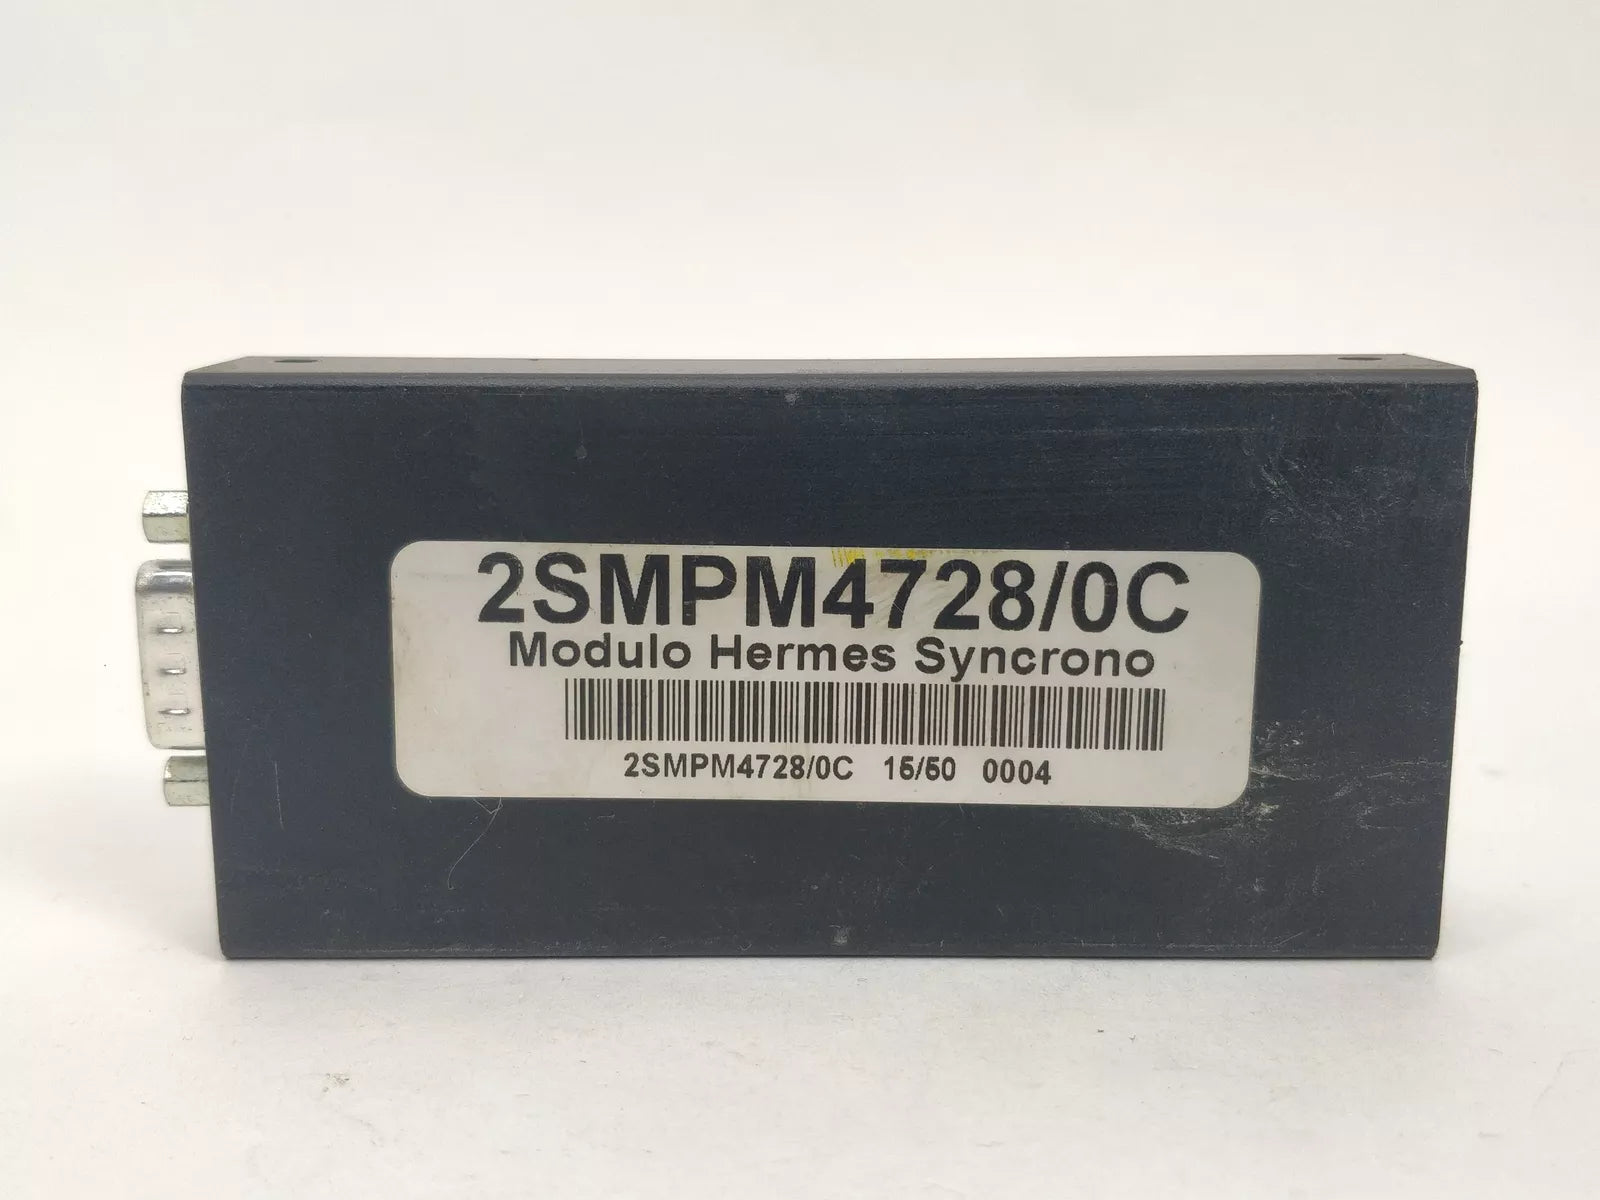 2SMPM4728/0C
Modulo Hermes Syncrono
2SMPM4728/0C 15/50 0004